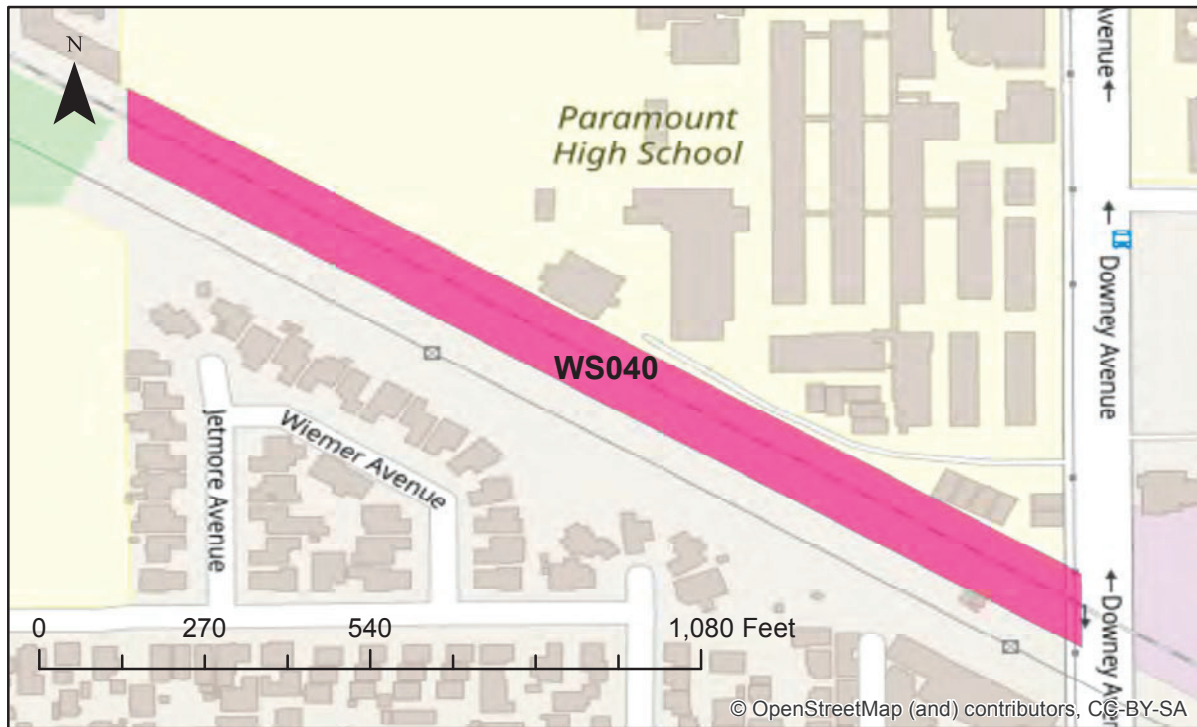 N
Avenue
Paramount
High School
Downey Avenue
WS040
Jetmore Avenue
Wiemer Avenue
Downey Av
0 270 540 1,080 Feet
© OpenStreetMap (and) contributors, CC-BY-SA